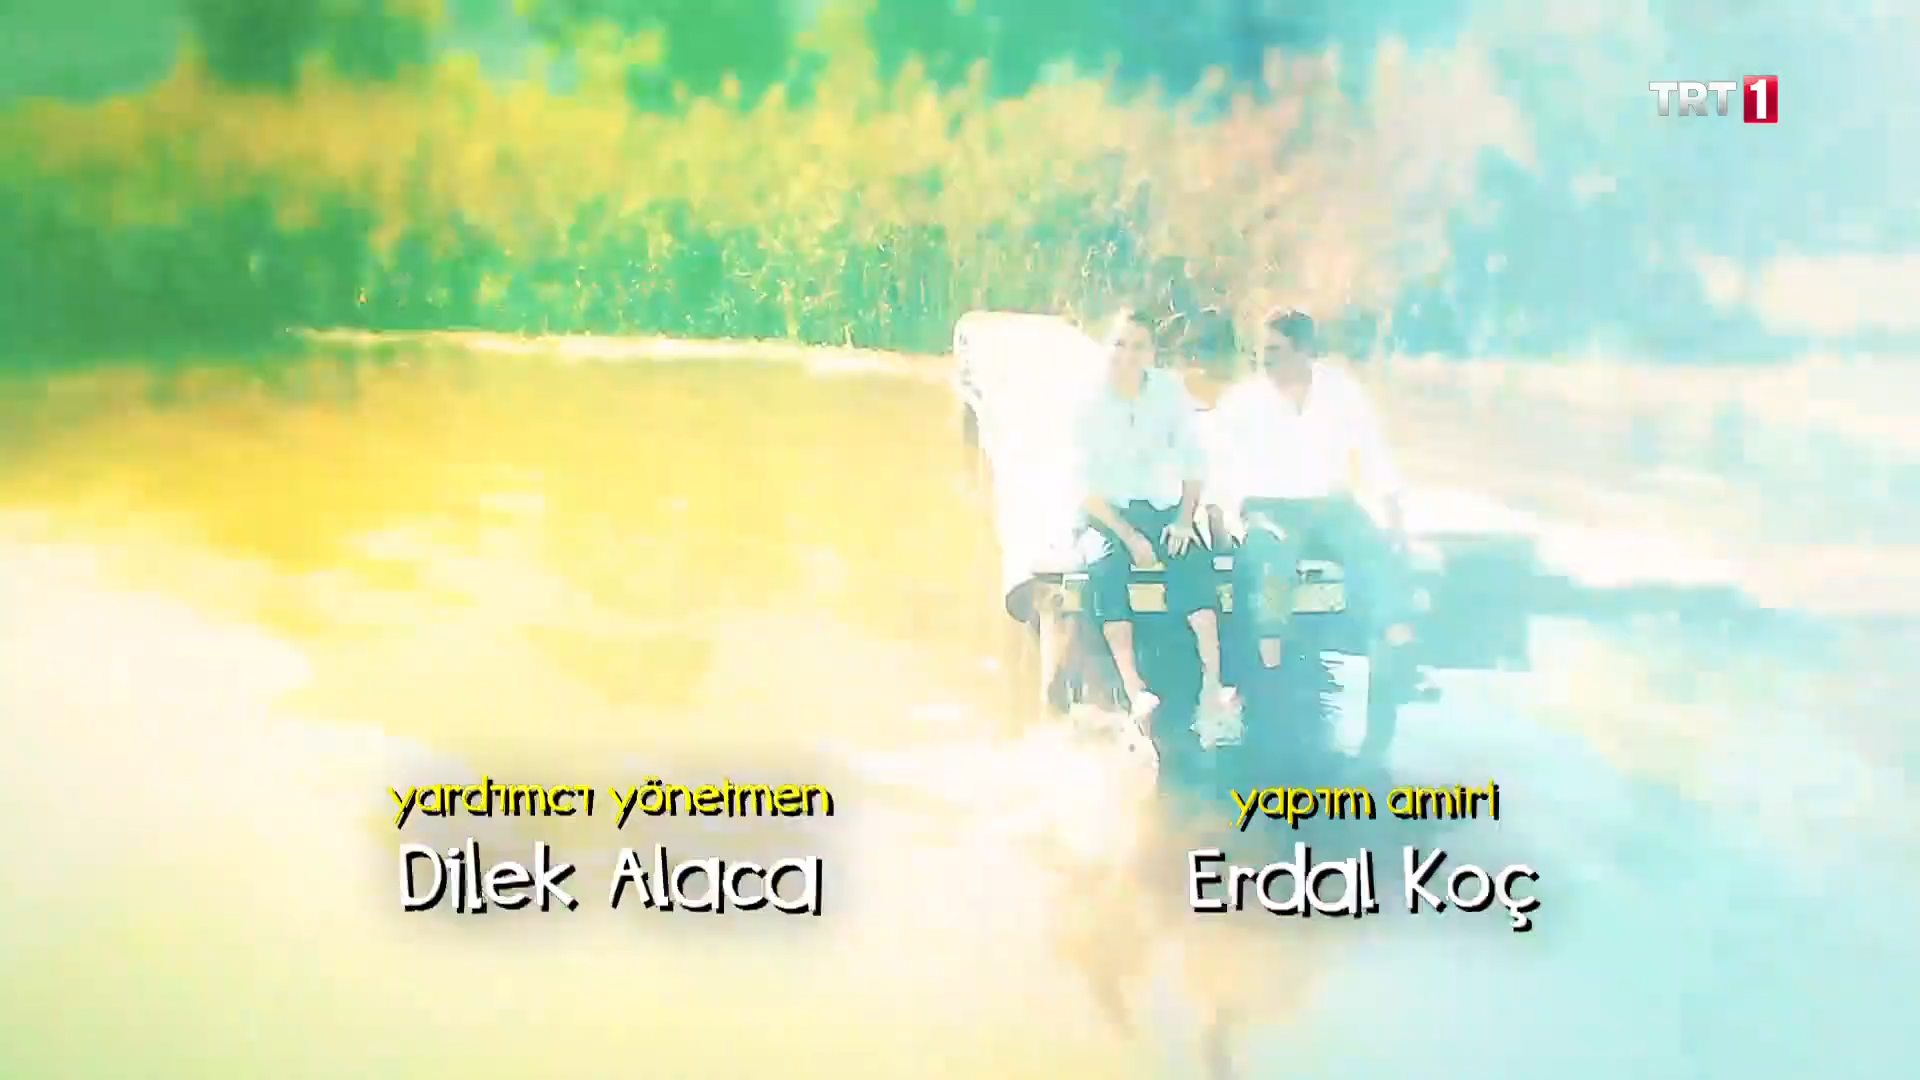 TRT 1
yardımcı yönetmen
Dilek Alaca
yapım amiri
Erdal Koç